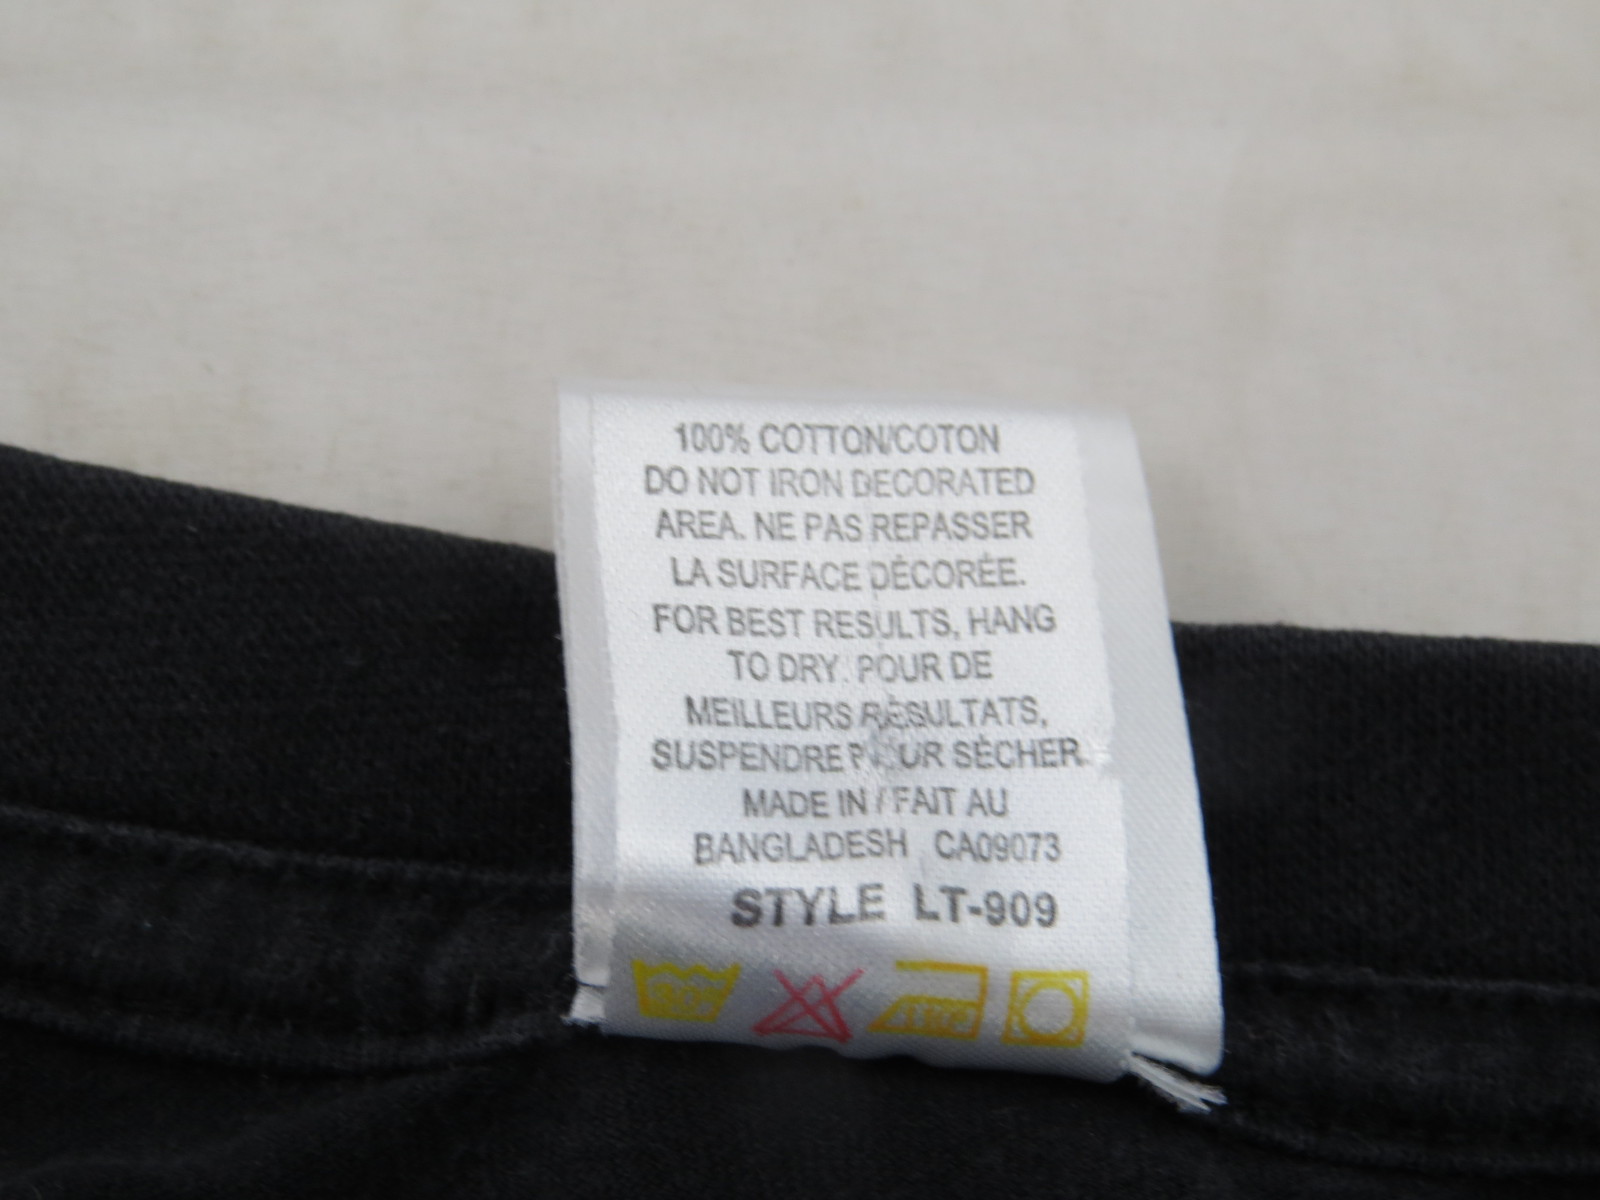 100% COTTON/COTON
DO NOT IRON DECORATED
AREA. NE PAS REPASSER
LA SURFACE DÉCORÉE.
FOR BEST RESULTS, HANG
TO DRY. POUR DE
MEILLEURS RÉSULTATS,
SUSPENDRE POUR SÉCHER.
MADE IN / FAIT AU
BANGLADESH CA09073
STYLE LT-909